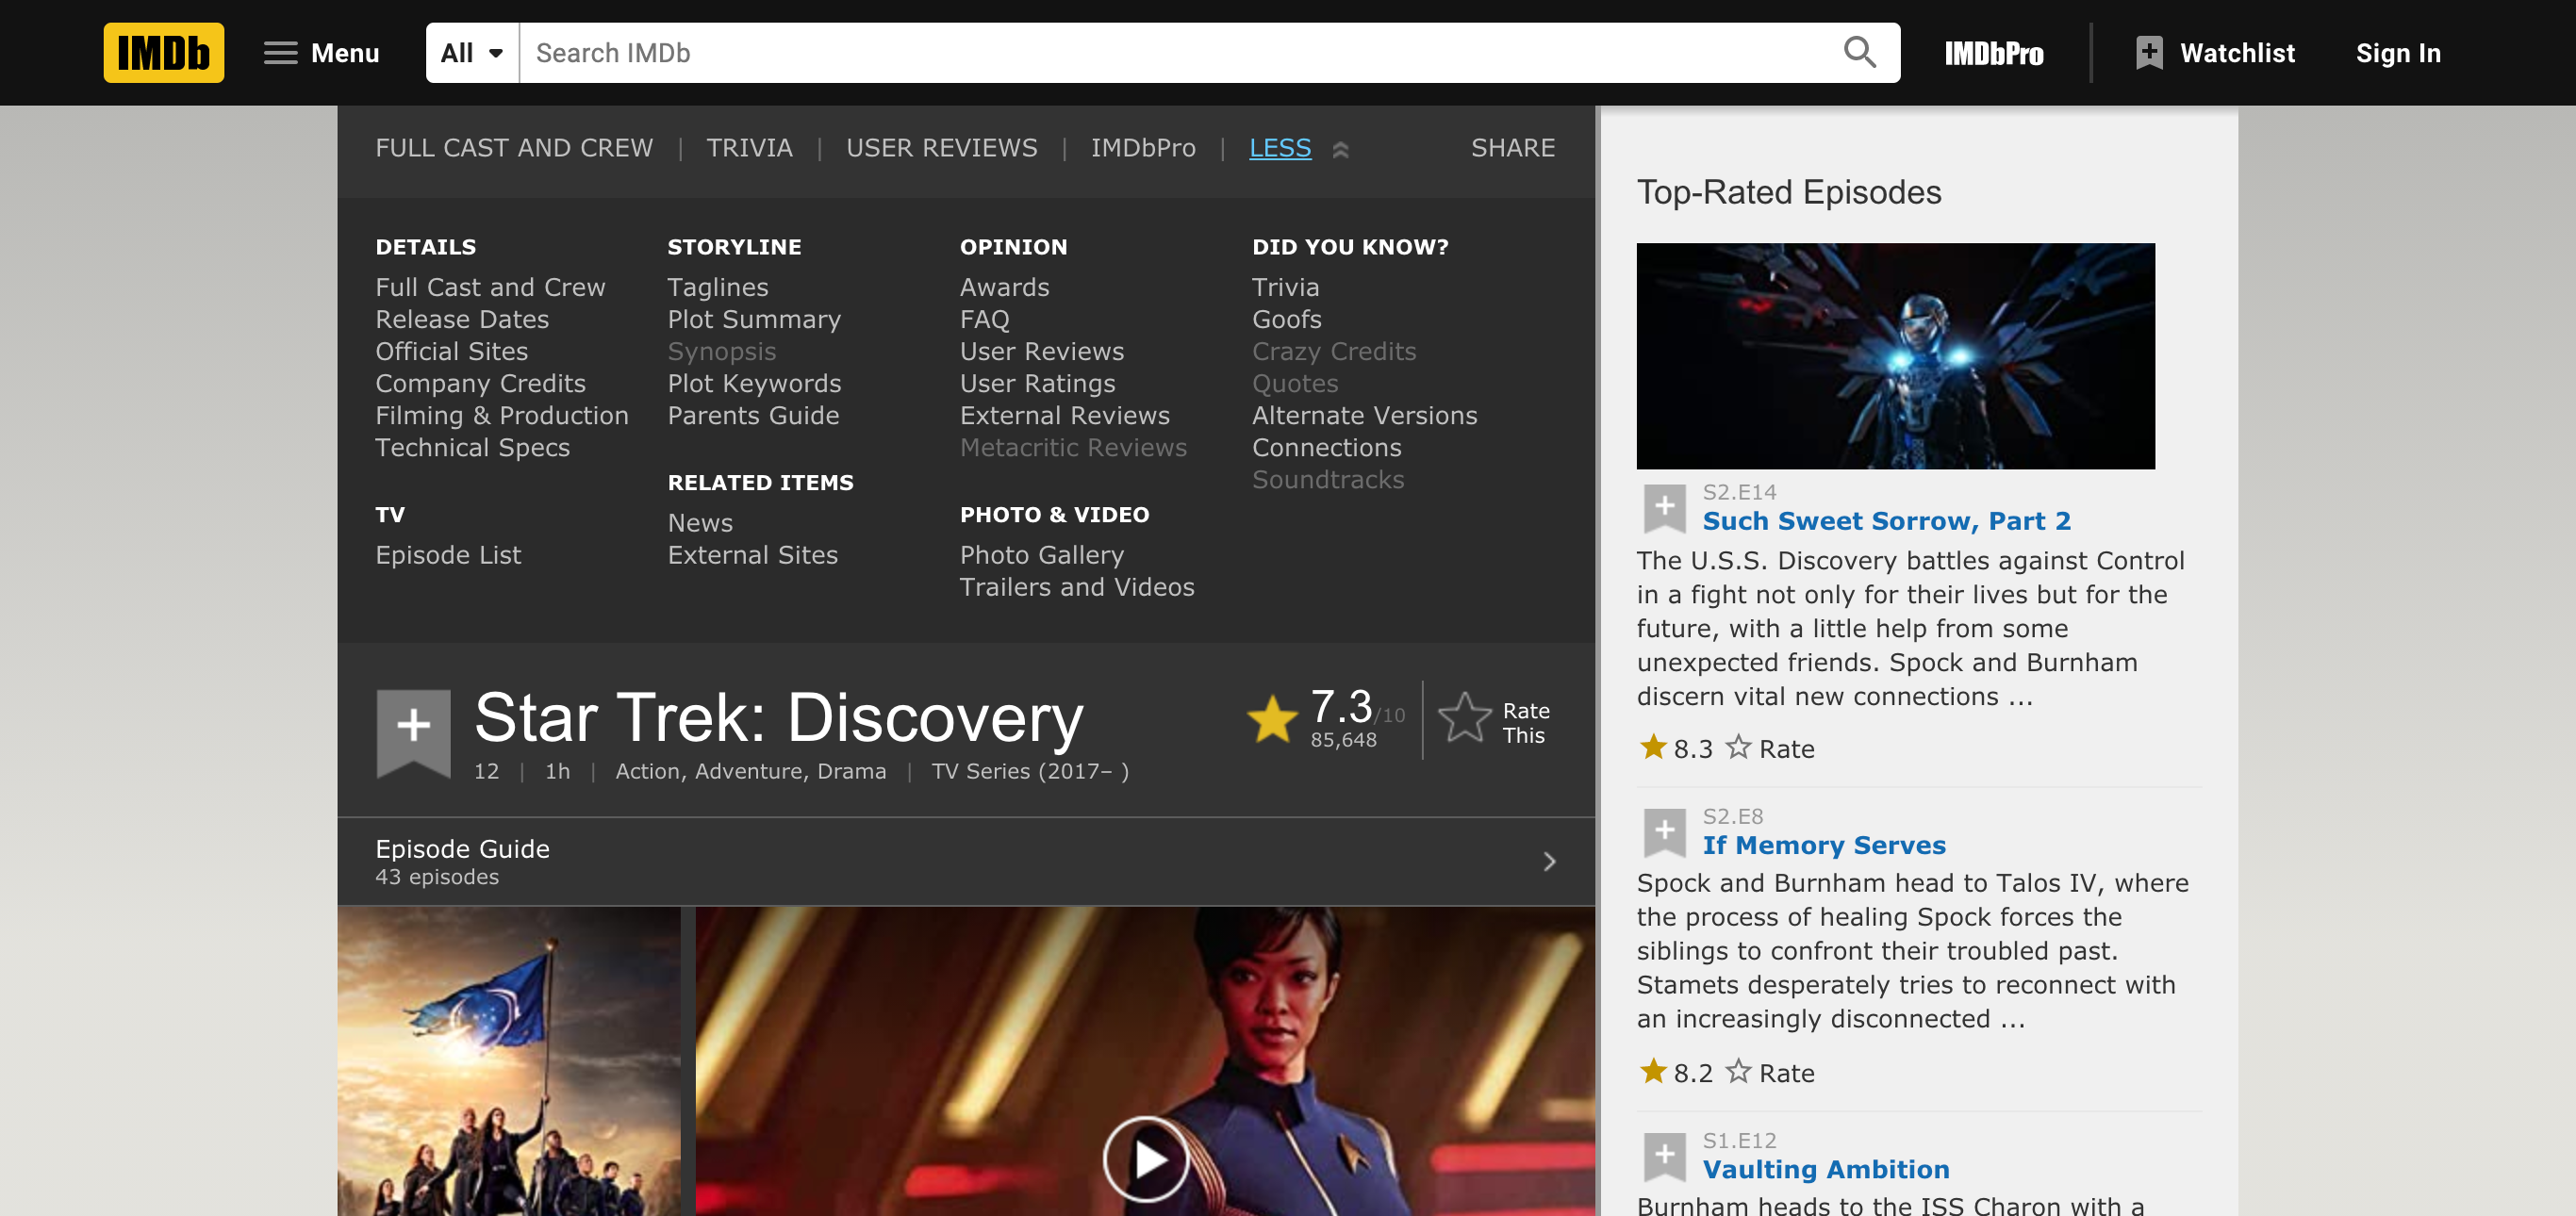 IMDb
Menu
All
Search IMDb
IMDbPro
Watchlist
Sign In
FULL CAST AND CREW | TRIVIA | USER REVIEWS | IMDbPro | LESS
SHARE
DETAILS
Full Cast and Crew
Release Dates
Official Sites
Company Credits
Filming & Production
Technical Specs
TV
Episode List
STORYLINE
Taglines
Plot Summary
Synopsis
Plot Keywords
Parents Guide
RELATED ITEMS
News
External Sites
OPINION
Awards
FAQ
User Reviews
User Ratings
External Reviews
Metacritic Reviews
PHOTO & VIDEO
Photo Gallery
Trailers and Videos
DID YOU KNOW?
Trivia
Goofs
Crazy Credits
Quotes
Alternate Versions
Connections
Soundtracks
Star Trek: Discovery
12 | 1h | Action, Adventure, Drama | TV Series (2017– )
7.3/10
85,648
Rate
This
Episode Guide
43 episodes
Top-Rated Episodes
S2.E14
Such Sweet Sorrow, Part 2
The U.S.S. Discovery battles against Control
in a fight not only for their lives but for the
future, with a little help from some
unexpected friends. Spock and Burnham
discern vital new connections ...
8.3 Rate
S2.E8
If Memory Serves
Spock and Burnham head to Talos IV, where
the process of healing Spock forces the
siblings to confront their troubled past.
Stamets desperately tries to reconnect with
an increasingly disconnected ...
8.2 Rate
S1.E12
Vaulting Ambition
Burnham heads to the ISS Charon with a